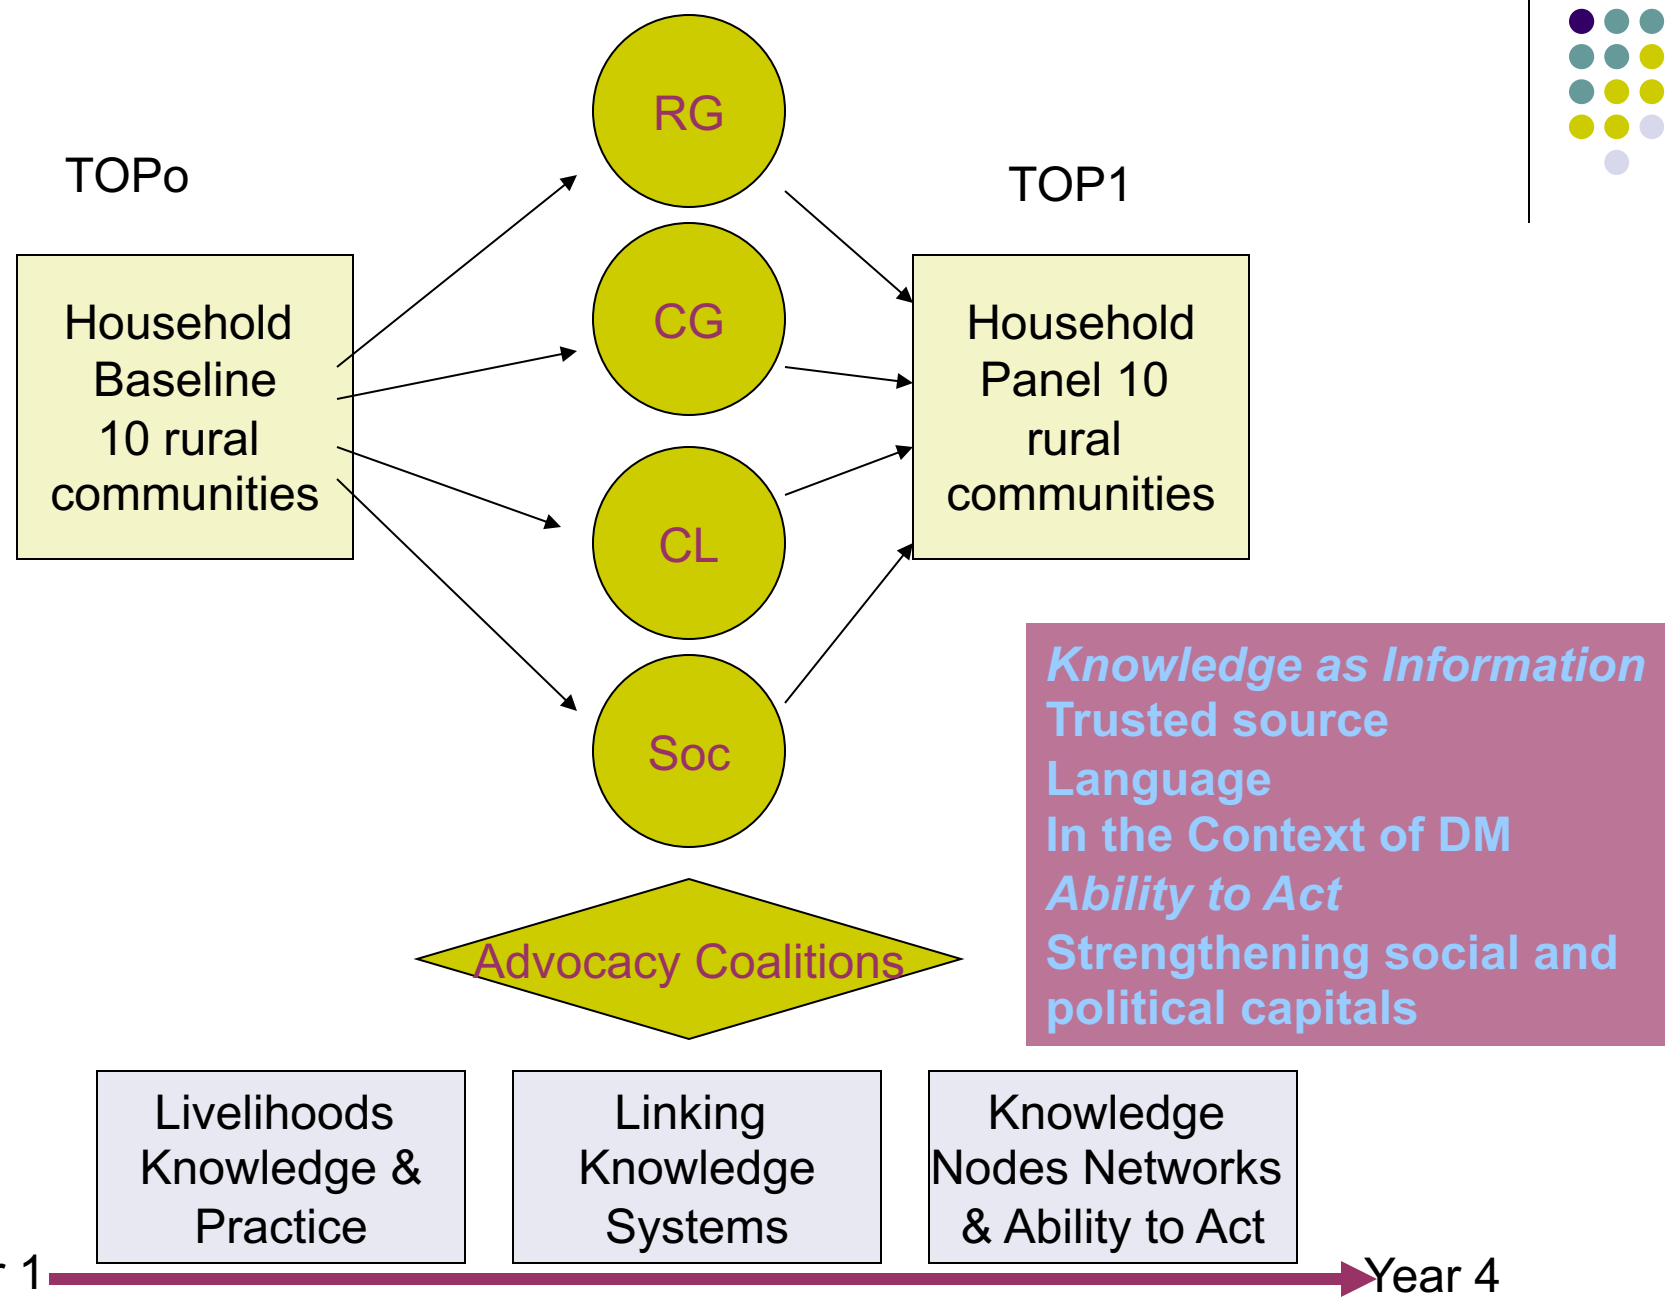 RG
TOPo
TOP1
Household
Baseline
10 rural
communities
CG
Household
Panel 10
rural
communities
CL
Soc
Knowledge as Information
Trusted source
Language
In the Context of DM
Ability to Act
Strengthening social and
political capitals
Advocacy Coalitions
Livelihoods
Knowledge &
Practice
Linking
Knowledge
Systems
Knowledge
Nodes Networks
& Ability to Act
r 1
Year 4